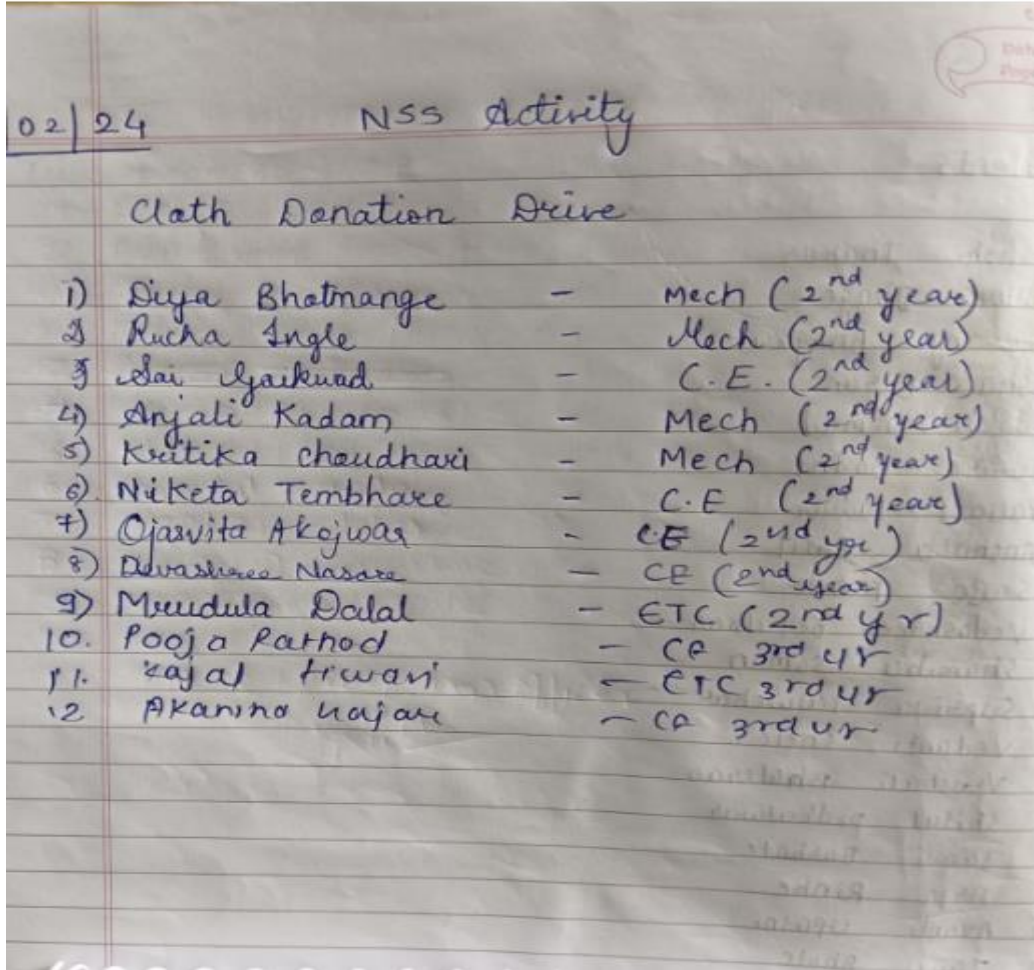 02/24
NSS Activity
Cloth Donation Drive
1) Diya Bhotmange - Mech (2nd year)
2) Rucha Ingle - Mech (2nd year)
3) Sai Gaikwad - C.E. (2nd year)
4) Anjali Kadam - Mech (2nd year)
5) Kritika Chaudhari - Mech (2nd year)
6) Niketa Tembhare - C.E (2nd year)
7) Ojasvita Akojwar - C.E (2nd yr)
8) Devashree Nasare - CE (2nd year)
9) Mrudula Dalal - ETC (2nd yr)
10. Pooja Rathod - CE 3rd yr
11. Kajal tiwari - ETC 3rd yr
12 - CE 3rd yr